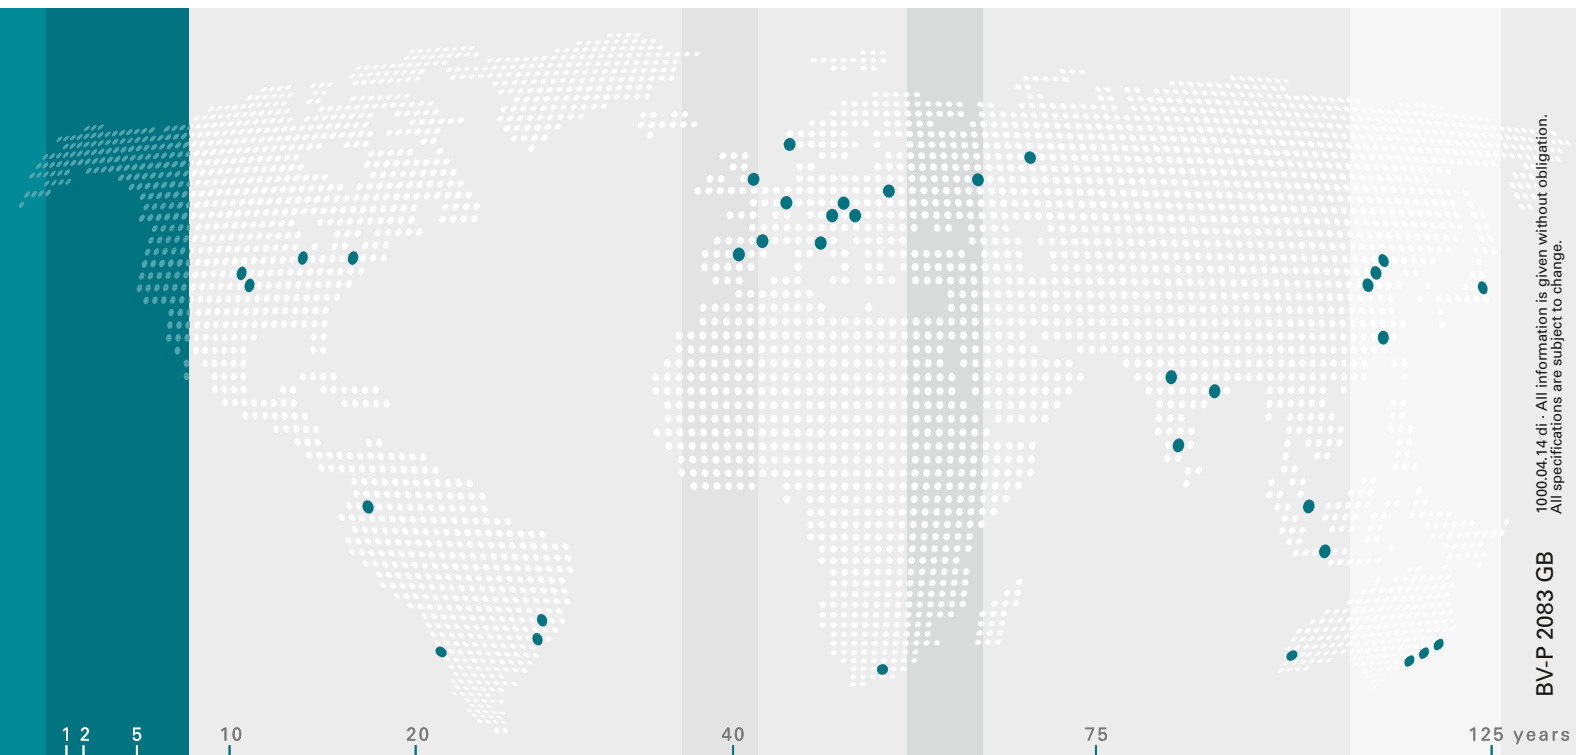 1000.04.14 di · All information is given without obligation.
All specifications are subject to change.
BV-P 2083 GB
1 2 5 10 20 40 75 125 years